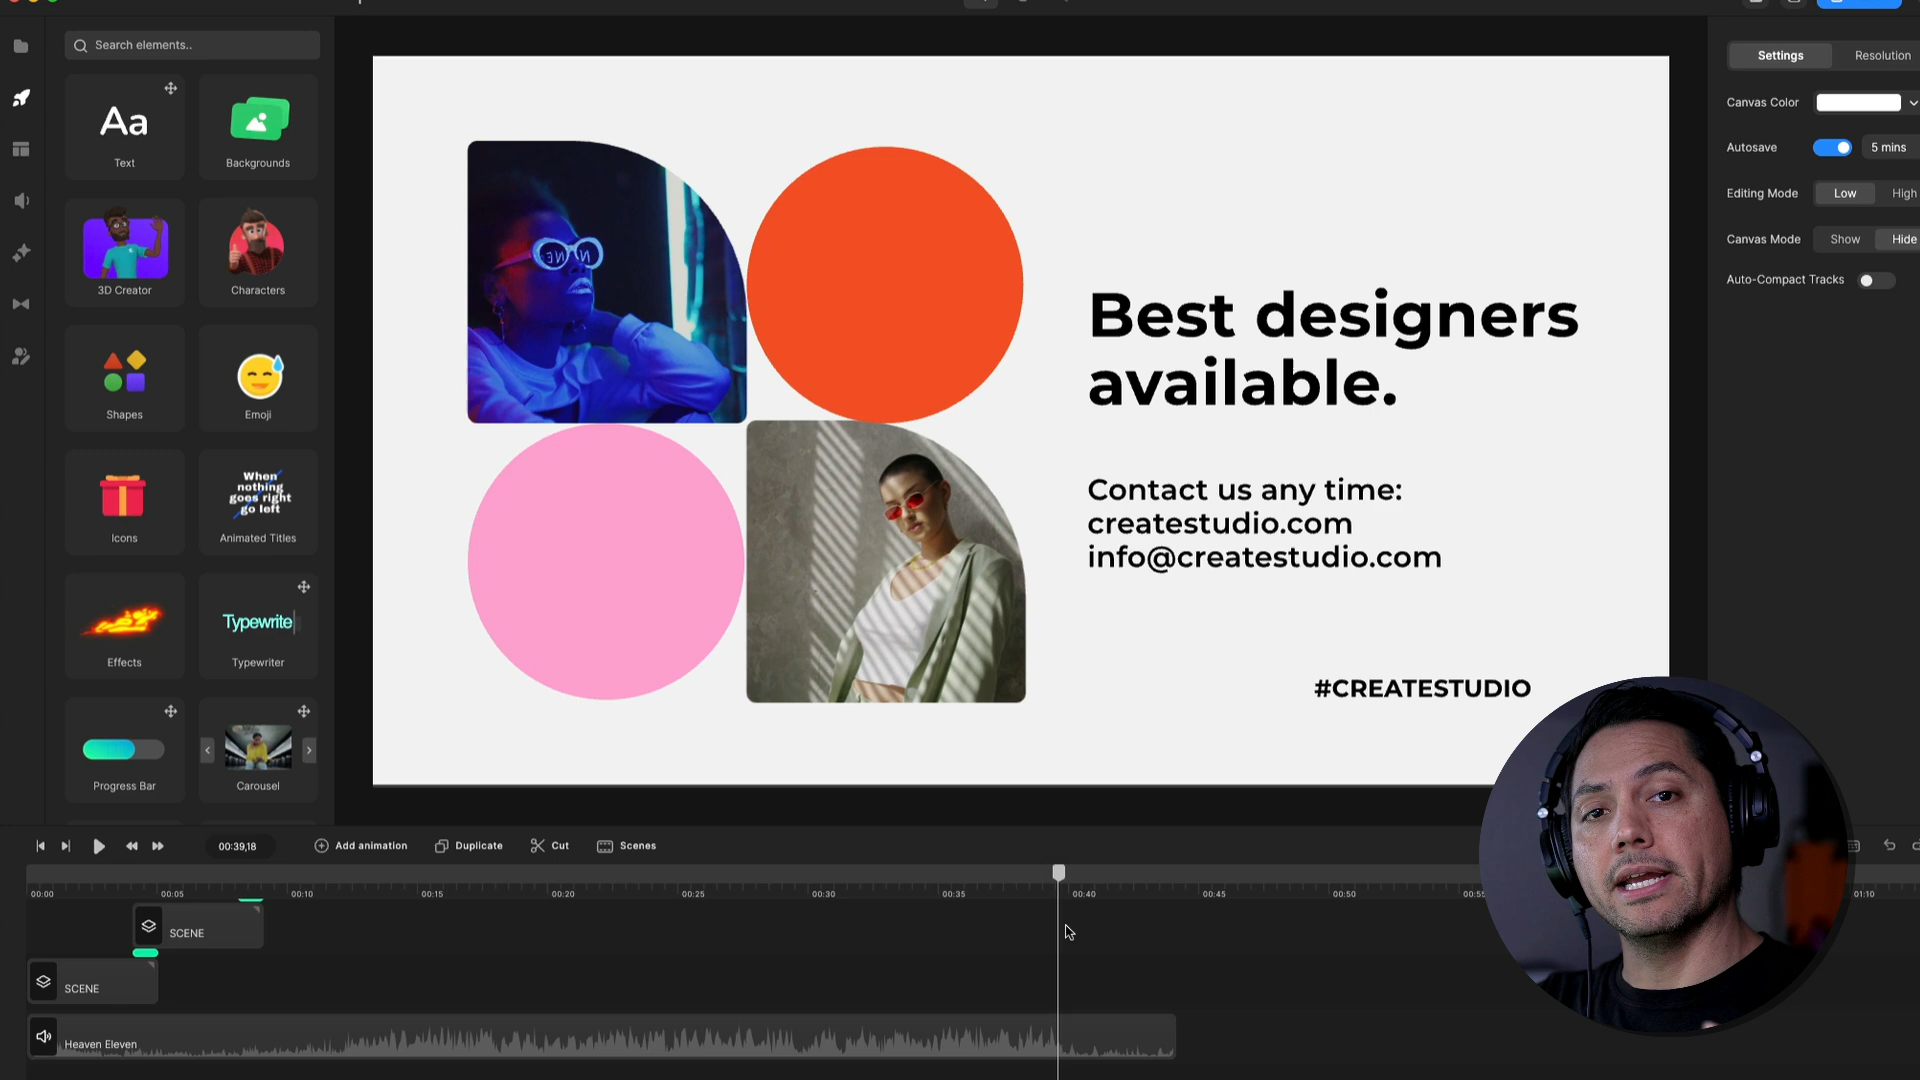 Search elements..
Aa
Text
Backgrounds
3D Creator
Characters
Shapes
Emoji
When
nothing
goes right
go left
Icons
Animated Titles
Typewrite
Effects
Typewriter
Progress Bar
Carousel
Best designers
available.
Contact us any time:
createstudio.com
info@createstudio.com
#CREATESTUDIO
Settings
Resolution
Canvas Color
Autosave
5 mins
Editing Mode
Low
High
Canvas Mode
Show
Hide
Auto-Compact Tracks
00:39,18
Add animation
Duplicate
Cut
Scenes
00:00
00:05
00:10
00:15
00:20
00:25
00:30
00:35
00:40
00:45
00:50
00:55
01:10
SCENE
SCENE
Heaven Eleven